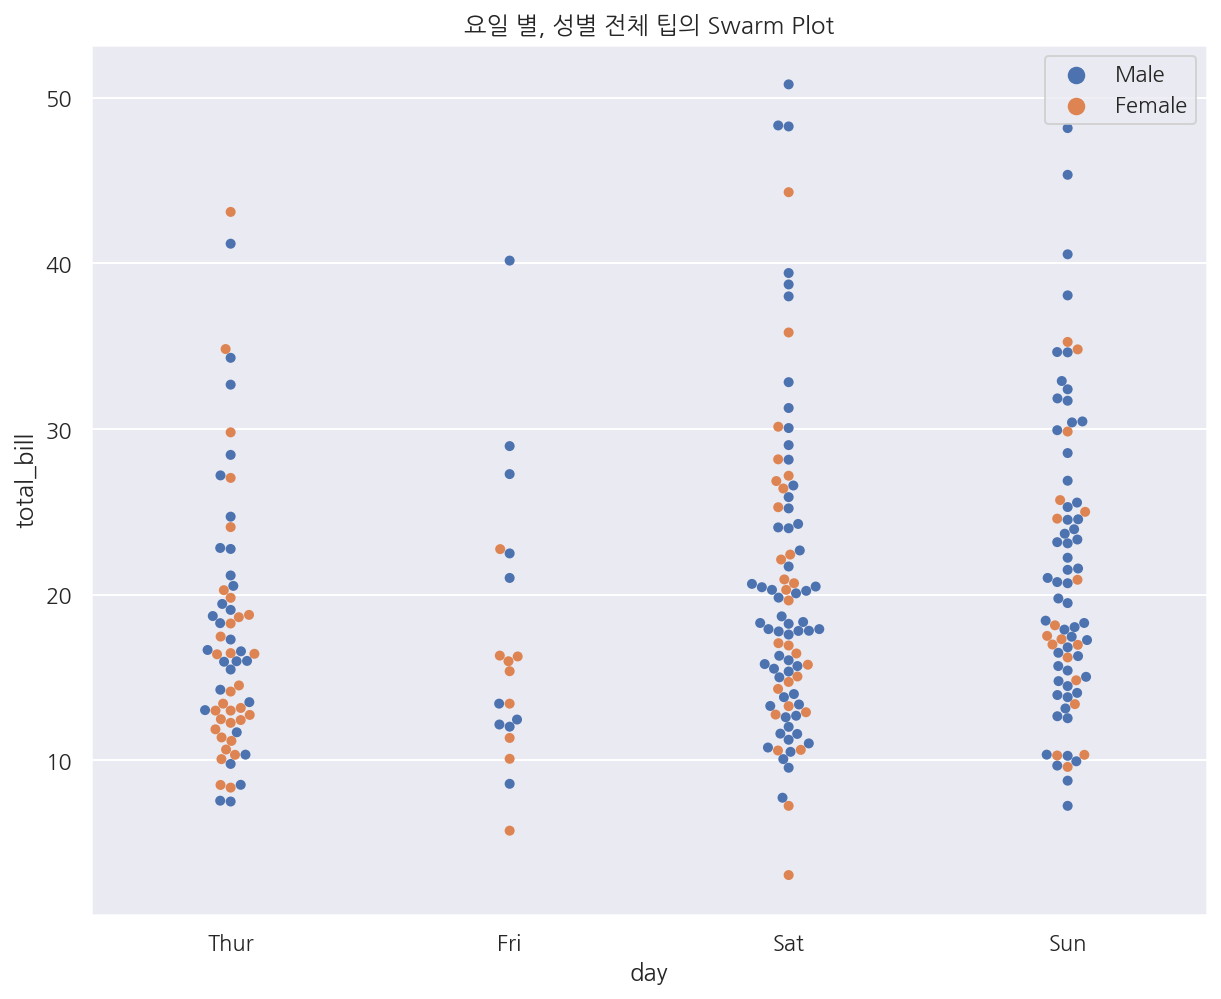 요일 별, 성별 전체 팁의 Swarm Plot
Male
Female
50
40
30
20
10
total_bill
Thur
Fri
Sat
Sun
day